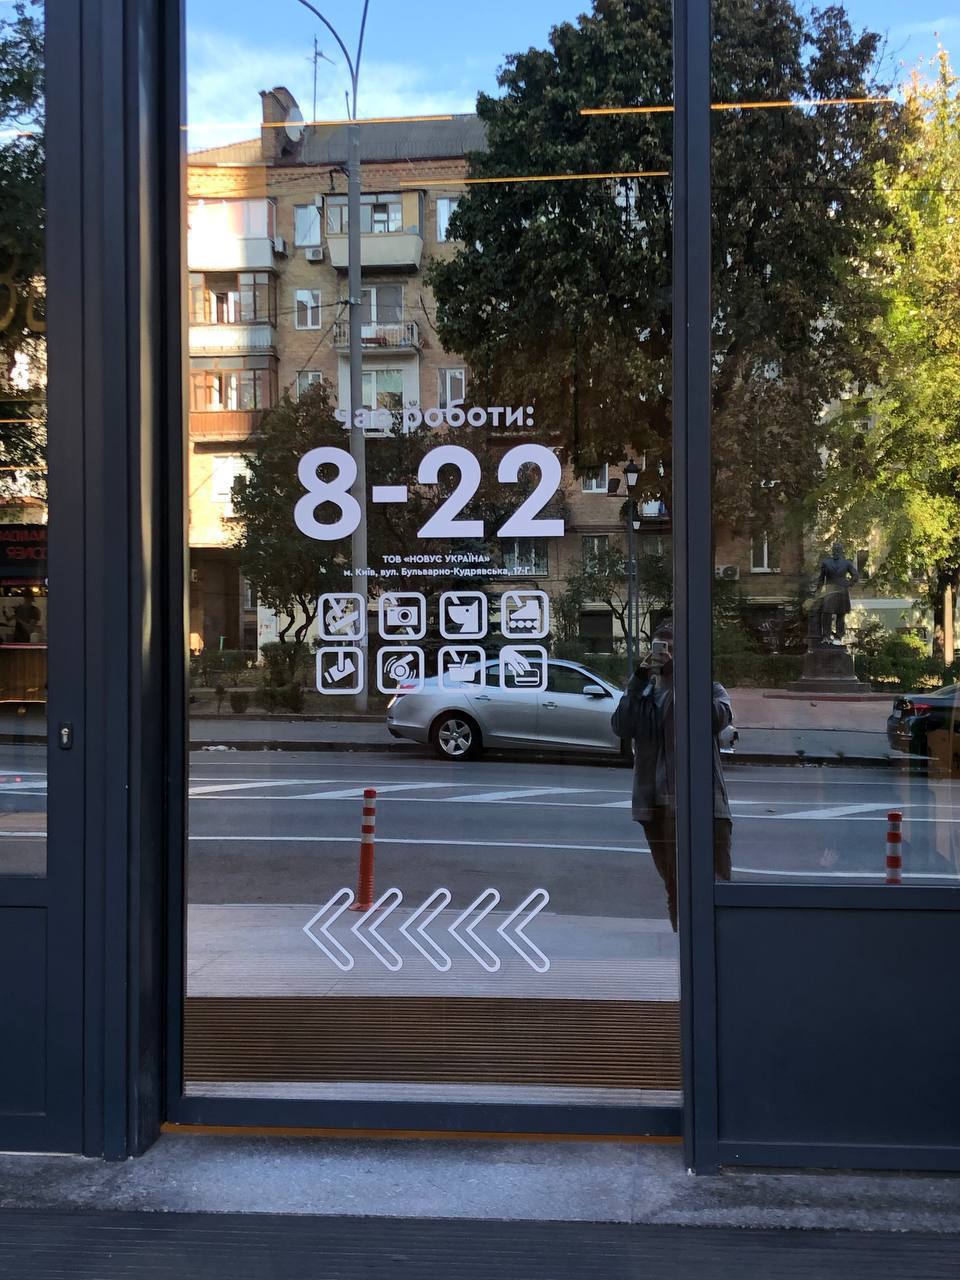 час роботи:
8-22
ТОВ «НОВУС УКРАЇНА»
м. Київ, вул. Бульварно-Кудрявська, 17-Г